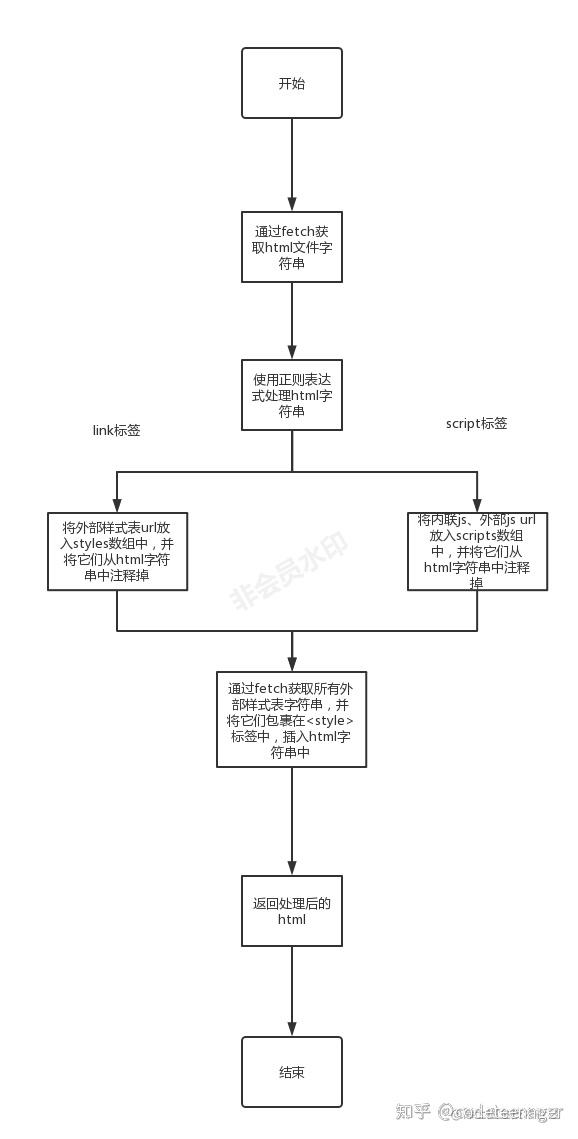 开始
通过fetch获
取html文件字
符串
使用正则表达
式处理html字
符串
link标签
script标签
将外部样式表url放
入styles数组中，并
将它们从html字符
串中注释掉
将内联js、外部js url
放入scripts数组
中，并将它们从
html字符串中注释
掉
非会员水印
通过fetch获取所有外
部样式表字符串，并
将它们包裹在<style>
标签中，插入html字
符串中
返回处理后的
html
结束
知乎 @codeteenager